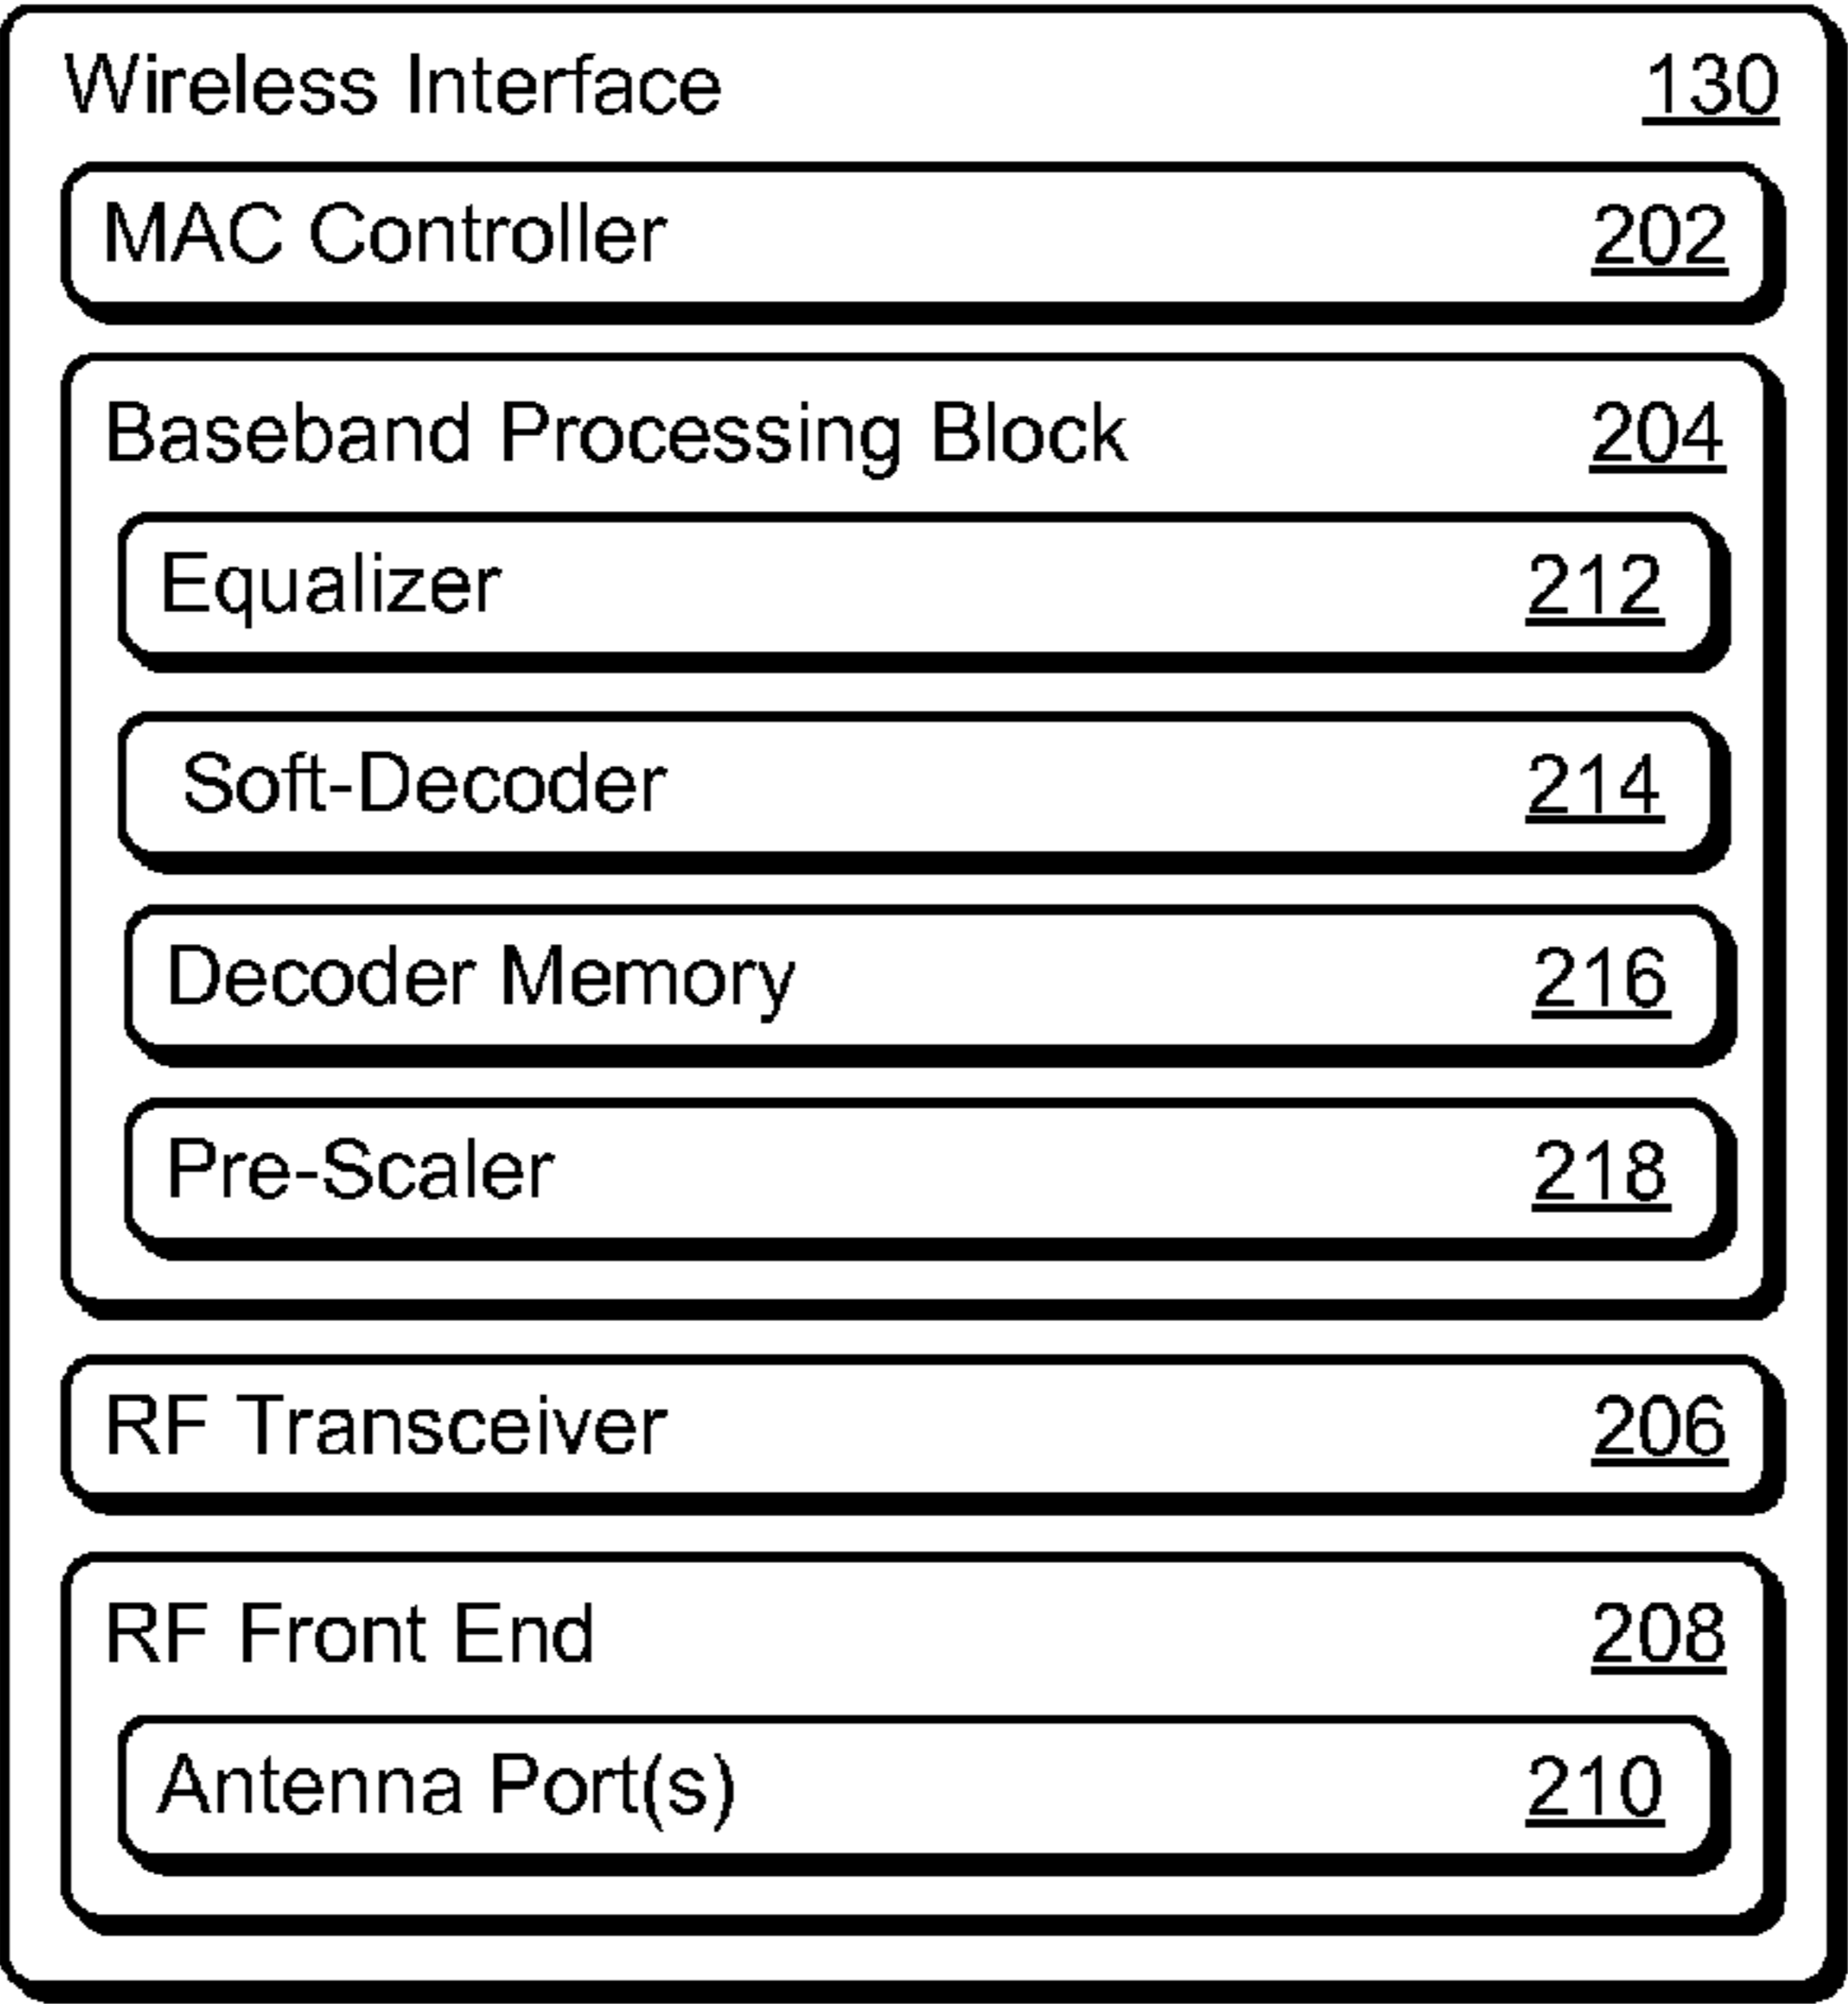 Wireless Interface 130
MAC Controller 202
Baseband Processing Block 204
Equalizer 212
Soft-Decoder 214
Decoder Memory 216
Pre-Scaler 218
RF Transceiver 206
RF Front End 208
Antenna Port(s) 210